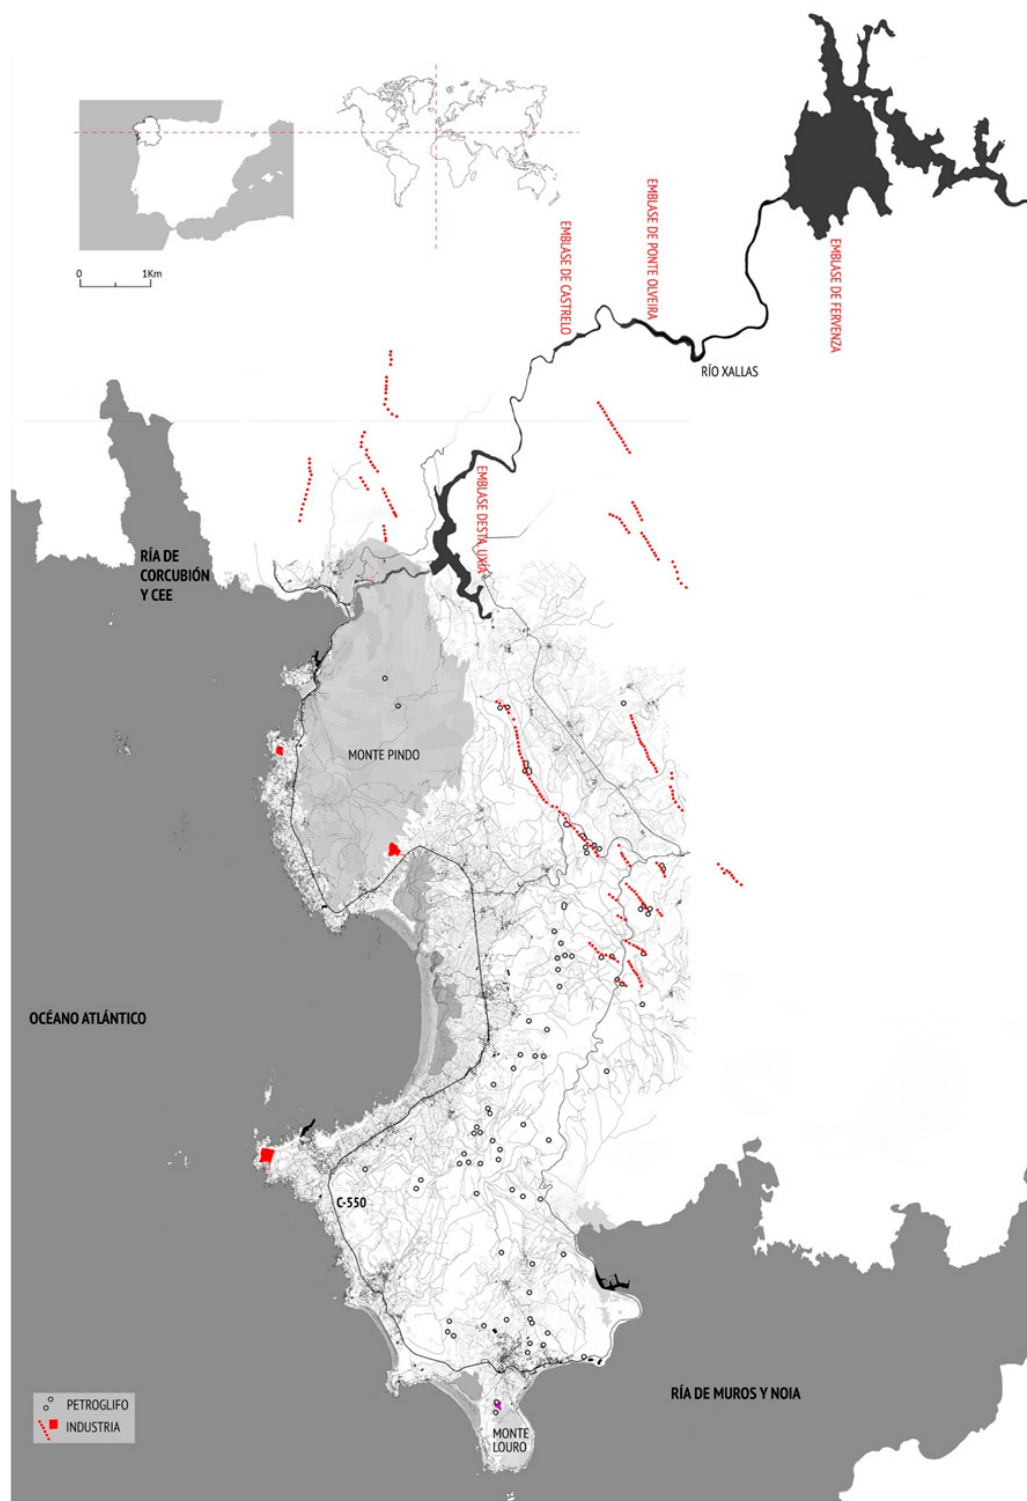 0
1Km
EMBLASE DE CASTRELO
EMBLASE DE PONTE OLVEIRA
EMBLASE DE FERVENZA
RÍO XALLAS
EMBLASE DESTA. UXÍA
RÍA DE
CORCUBIÓN
Y CEE
MONTE PINDO
OCÉANO ATLÁNTICO
C-550
RÍA DE MUROS Y NOIA
PETROGLIFO
INDUSTRIA
MONTE
LOURO